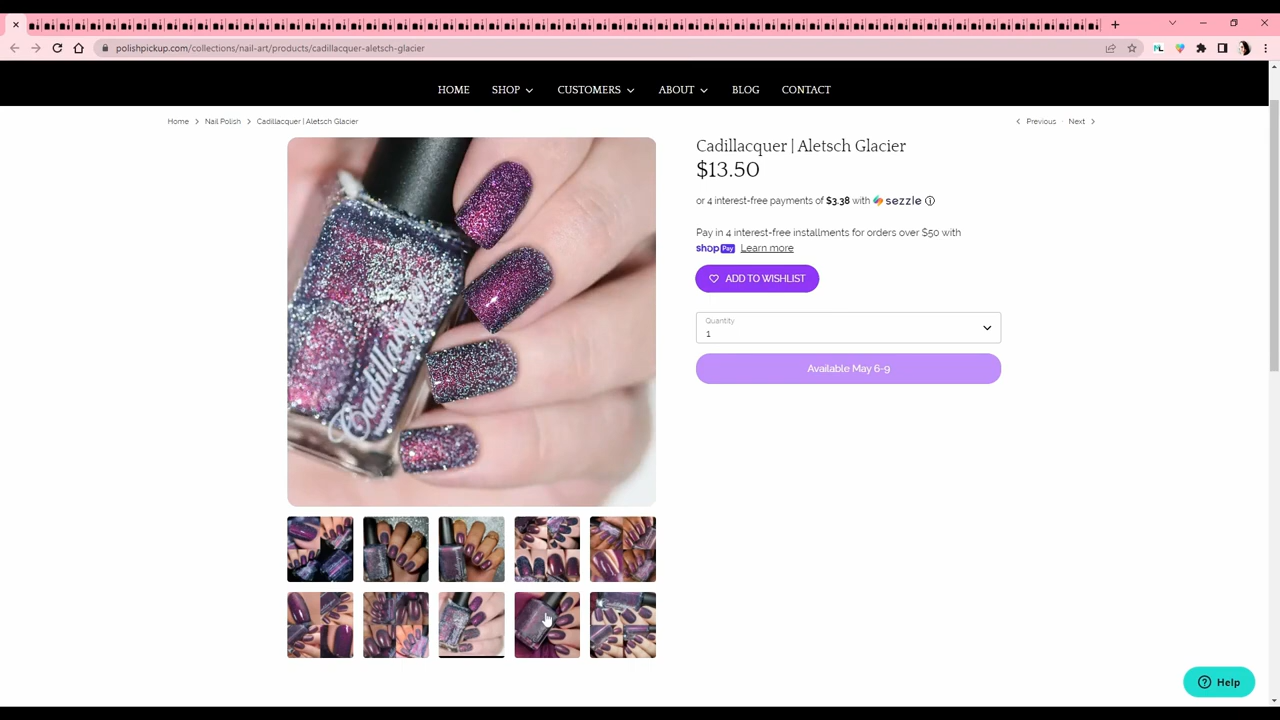 polishpickup.com/collections/nail-art/products/cadillacquer-aletsch-glacier
HOME SHOP CUSTOMERS ABOUT BLOG CONTACT
Home > Nail Polish > Cadillacquer | Aletsch Glacier
< Previous Next >
Cadillacquer | Aletsch Glacier
$13.50
or 4 interest-free payments of $3.38 with sezzle
Pay in 4 interest-free installments for orders over $50 with
shop Pay Learn more
ADD TO WISHLIST
Quantity
1
Available May 6-9
Cadillacquer
Help